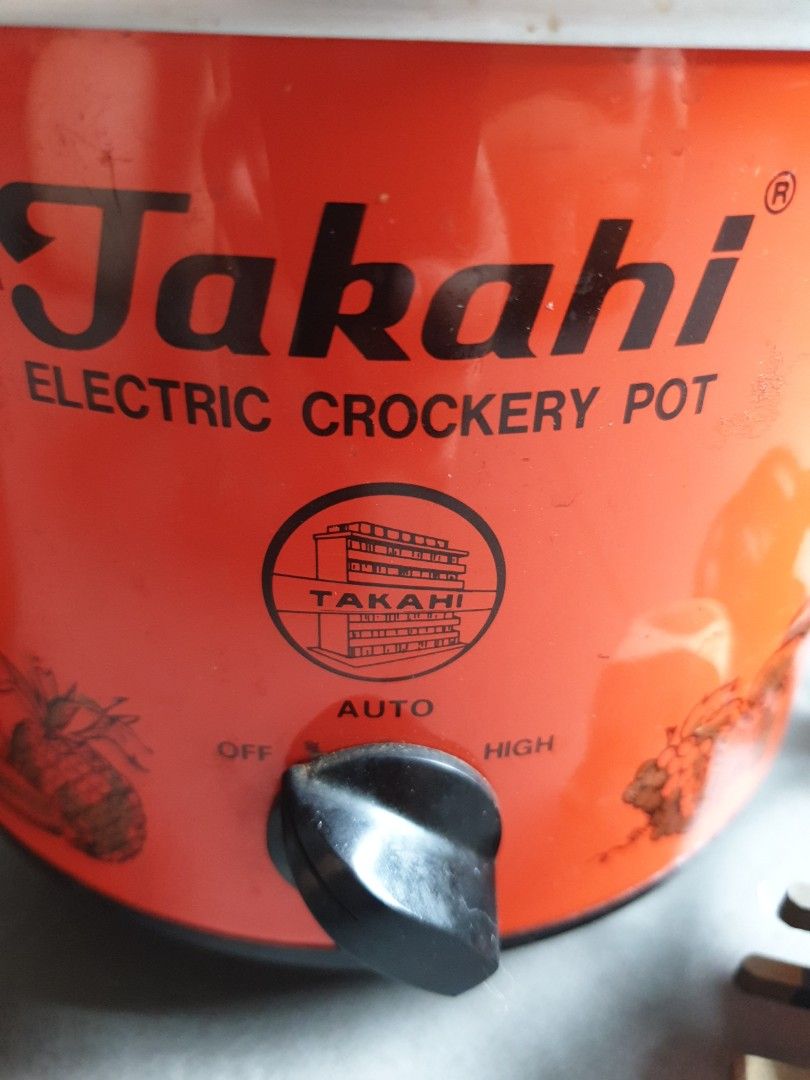 Takahi ®
ELECTRIC CROCKERY POT
TAKAHI
AUTO
OFF HIGH